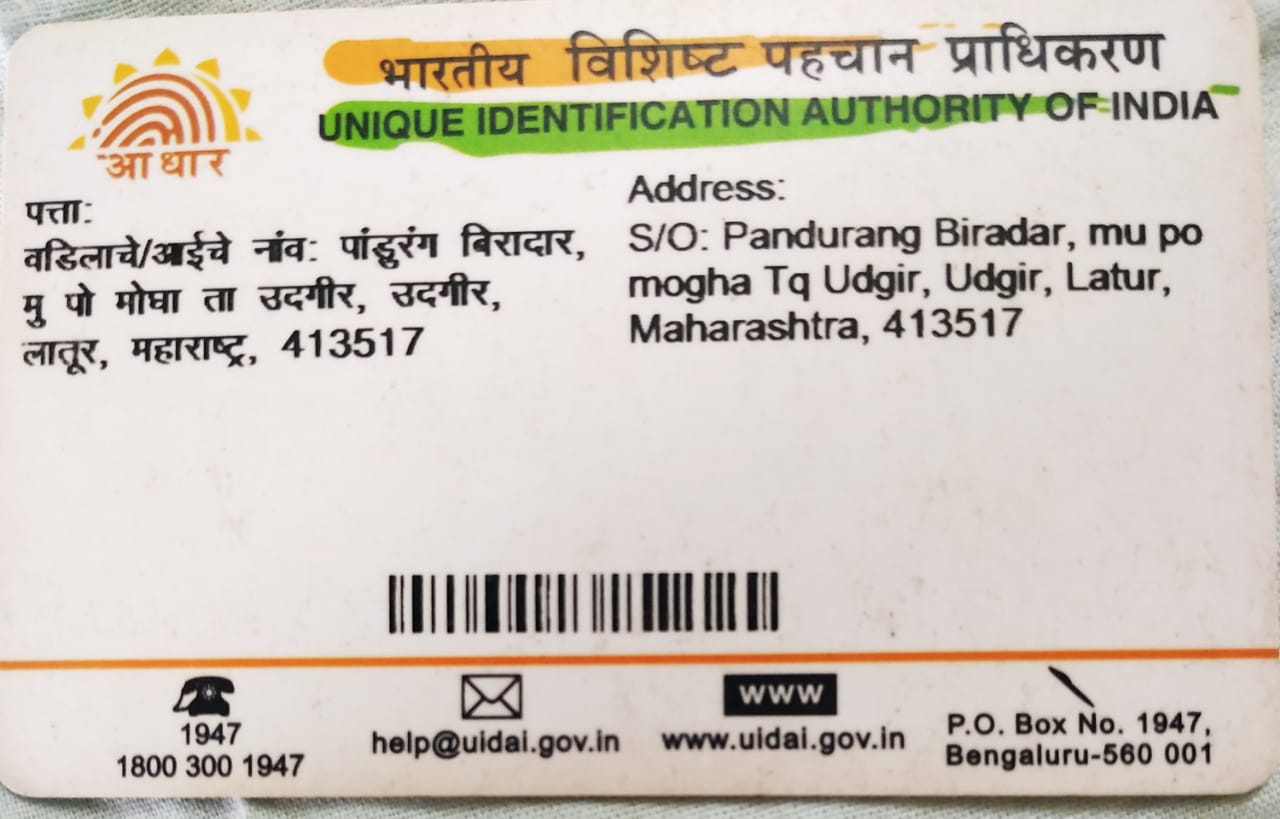 भारतीय विशिष्ट पहचान प्राधिकरण
UNIQUE IDENTIFICATION AUTHORITY OF INDIA
आधार
पत्ता:
वडिलाचे/आईचे नांव: पांडुरंग बिरादार,
मु पो मोघा ता उदगीर, उदगीर,
लातूर, महाराष्ट्र, 413517
Address:
S/O: Pandurang Biradar, mu po
mogha Tq Udgir, Udgir, Latur,
Maharashtra, 413517
1947
1800 300 1947
help@uidai.gov.in
www
www.uidai.gov.in
P.O. Box No. 1947,
Bengaluru-560 001